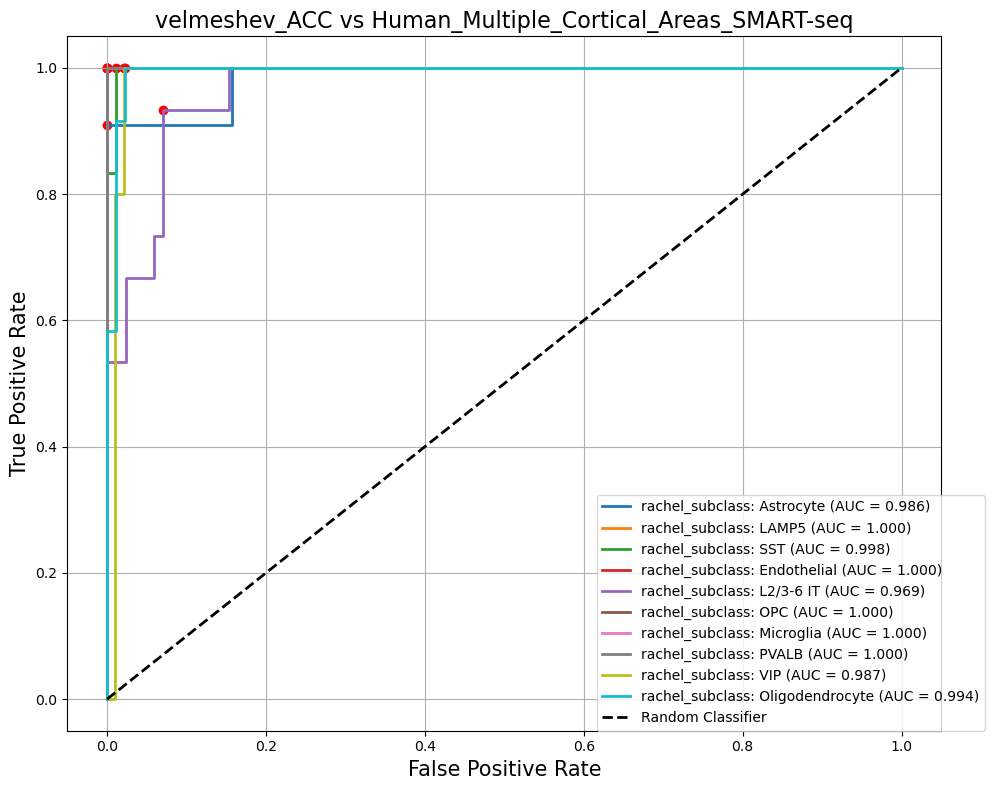 velmeshev_ACC vs Human_Multiple_Cortical_Areas_SMART-seq
True Positive Rate
1.0
0.8
0.6
0.4
0.2
0.0
rachel_subclass: Astrocyte (AUC = 0.986)
rachel_subclass: LAMP5 (AUC = 1.000)
rachel_subclass: SST (AUC = 0.998)
rachel_subclass: Endothelial (AUC = 1.000)
rachel_subclass: L2/3-6 IT (AUC = 0.969)
rachel_subclass: OPC (AUC = 1.000)
rachel_subclass: Microglia (AUC = 1.000)
rachel_subclass: PVALB (AUC = 1.000)
rachel_subclass: VIP (AUC = 0.987)
rachel_subclass: Oligodendrocyte (AUC = 0.994)
Random Classifier
0.0 0.2 0.4 0.6 0.8 1.0
False Positive Rate